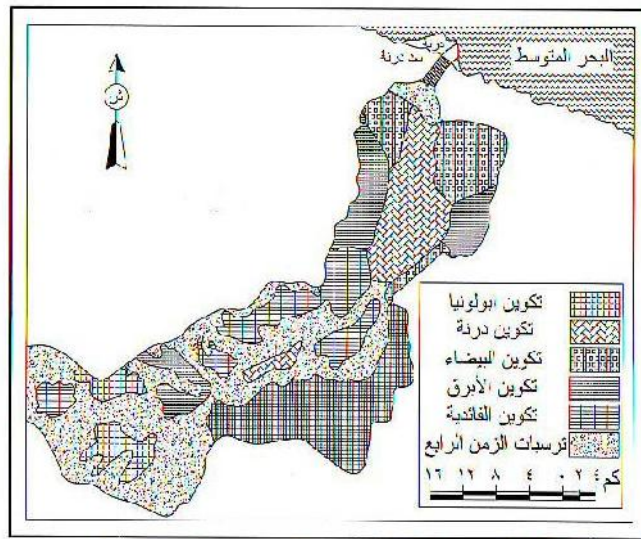 درنة
سد درنة
البحر المتوسط
ش
تكوين ابولونيا
تكوين درنة
تكوين البيضاء
تكوين الأبرق
تكوين الفائدية
ترسبات الزمن الرابع
١٦ ١٢ ٨ ٤ ٠ ٢ ٤ كم